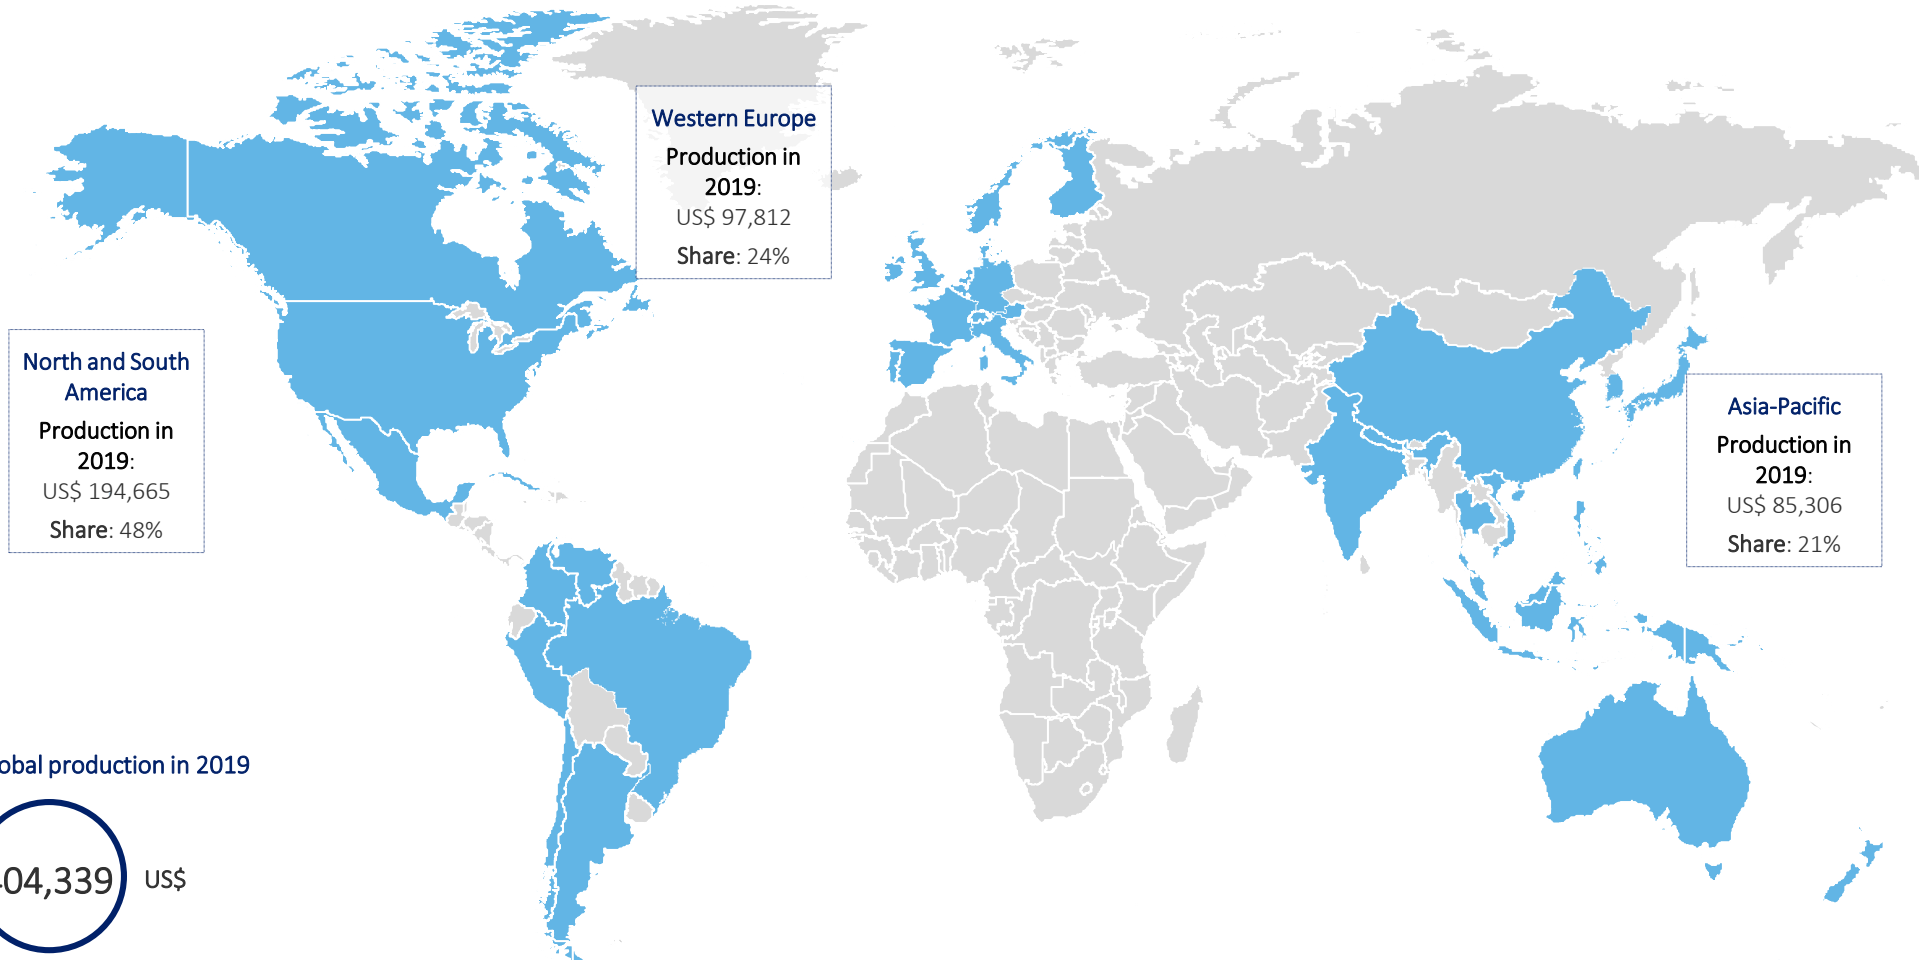 Western Europe
Production in
2019:
US$ 97,812
Share: 24%
North and South
America
Production in
2019:
US$ 194,665
Share: 48%
Asia-Pacific
Production in
2019:
US$ 85,306
Share: 21%
obal production in 2019
04,339
US$